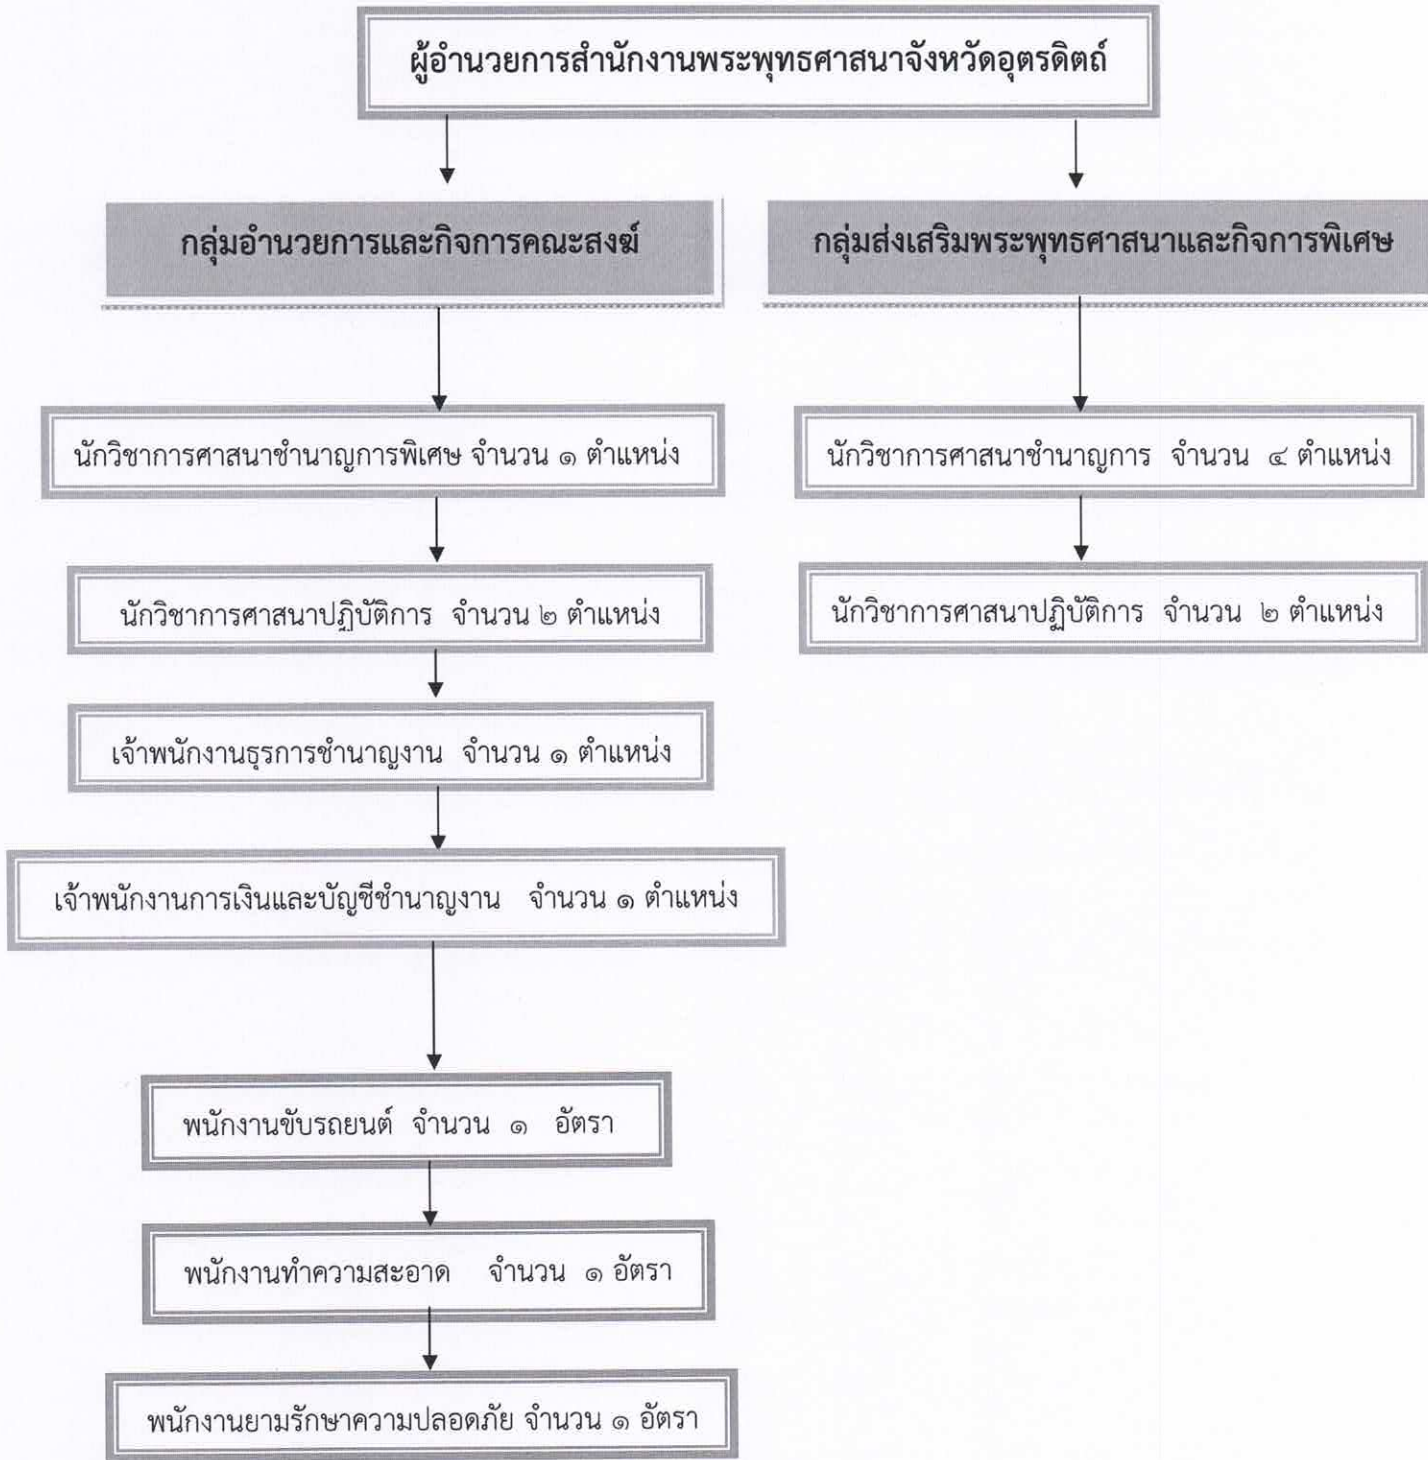 ผู้อำนวยการสำนักงานพระพุทธศาสนาจังหวัดอุตรดิตถ์
กลุ่มอำนวยการและกิจการคณะสงฆ์
นักวิชาการศาสนาชำนาญการพิเศษ จำนวน ๑ ตำแหน่ง
นักวิชาการศาสนาปฏิบัติการ จำนวน ๒ ตำแหน่ง
เจ้าพนักงานธุรการชำนาญงาน จำนวน ๑ ตำแหน่ง
เจ้าพนักงานการเงินและบัญชีชำนาญงาน จำนวน ๑ ตำแหน่ง
พนักงานขับรถยนต์ จำนวน ๑ อัตรา
พนักงานทำความสะอาด จำนวน ๑ อัตรา
พนักงานยามรักษาความปลอดภัย จำนวน ๑ อัตรา
กลุ่มส่งเสริมพระพุทธศาสนาและกิจการพิเศษ
นักวิชาการศาสนาชำนาญการ จำนวน ๔ ตำแหน่ง
นักวิชาการศาสนาปฏิบัติการ จำนวน ๒ ตำแหน่ง